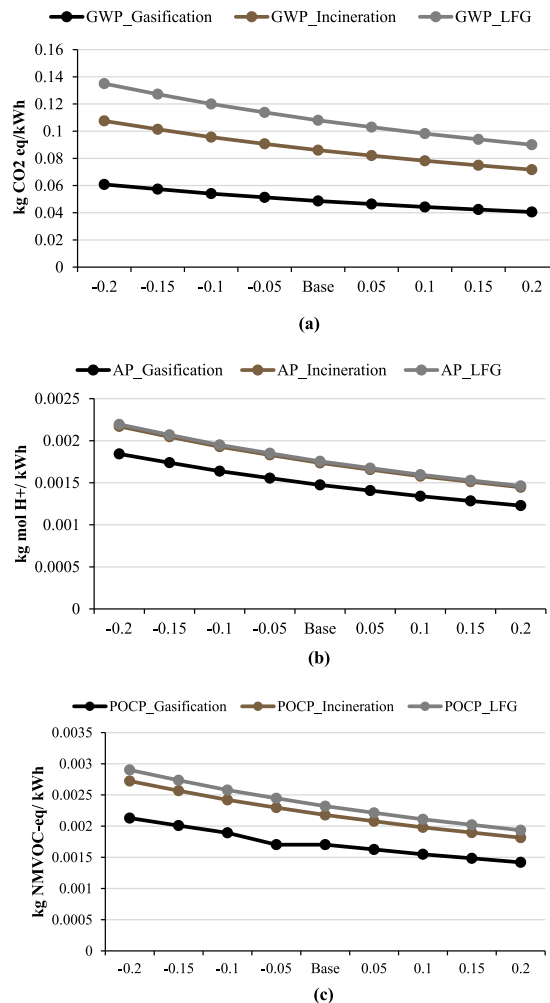 GWP_Gasification GWP_Incineration GWP_LFG
0.16
0.14
0.12
0.1
0.08
0.06
0.04
0.02
0
kg CO2 eq/kWh
-0.2 -0.15 -0.1 -0.05 Base 0.05 0.1 0.15 0.2
(a)
AP_Gasification AP_Incineration AP_LFG
0.0025
0.002
0.0015
0.001
0.0005
0
kg mol H+/ kWh
-0.2 -0.15 -0.1 -0.05 Base 0.05 0.1 0.15 0.2
(b)
POCP_Gasification POCP_Incineration POCP_LFG
0.0035
0.003
0.0025
0.002
0.0015
0.001
0.0005
0
kg NMVOC-eq/ kWh
-0.2 -0.15 -0.1 -0.05 Base 0.05 0.1 0.15 0.2
(c)